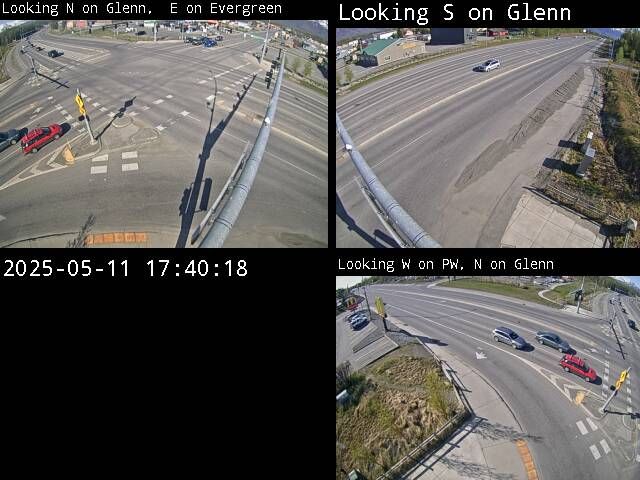 Looking N on Glenn,  E on Evergreen
Looking S on Glenn
2025-05-11 17:40:18
Looking W on PW, N on Glenn